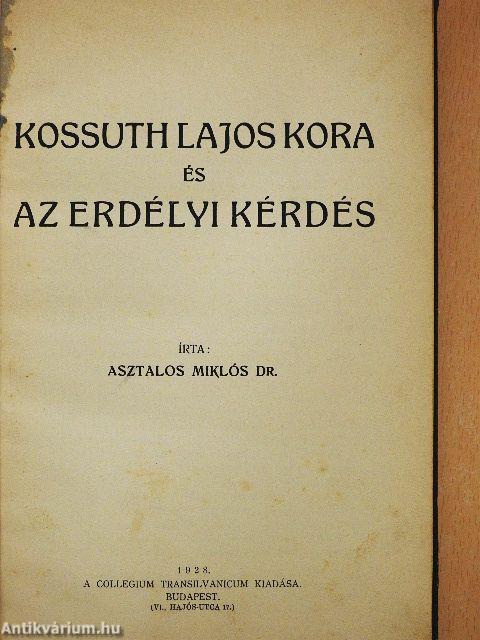 KOSSUTH LAJOS KORA
ÉS
AZ ERDÉLYI KÉRDÉS
ÍRTA:
ASZTALOS MIKLÓS DR.
1928.
A COLLEGIUM TRANSILVANICUM KIADÁSA.
BUDAPEST.
(VI., HAJÓS-UTCA 17.)
Antikvárium.hu